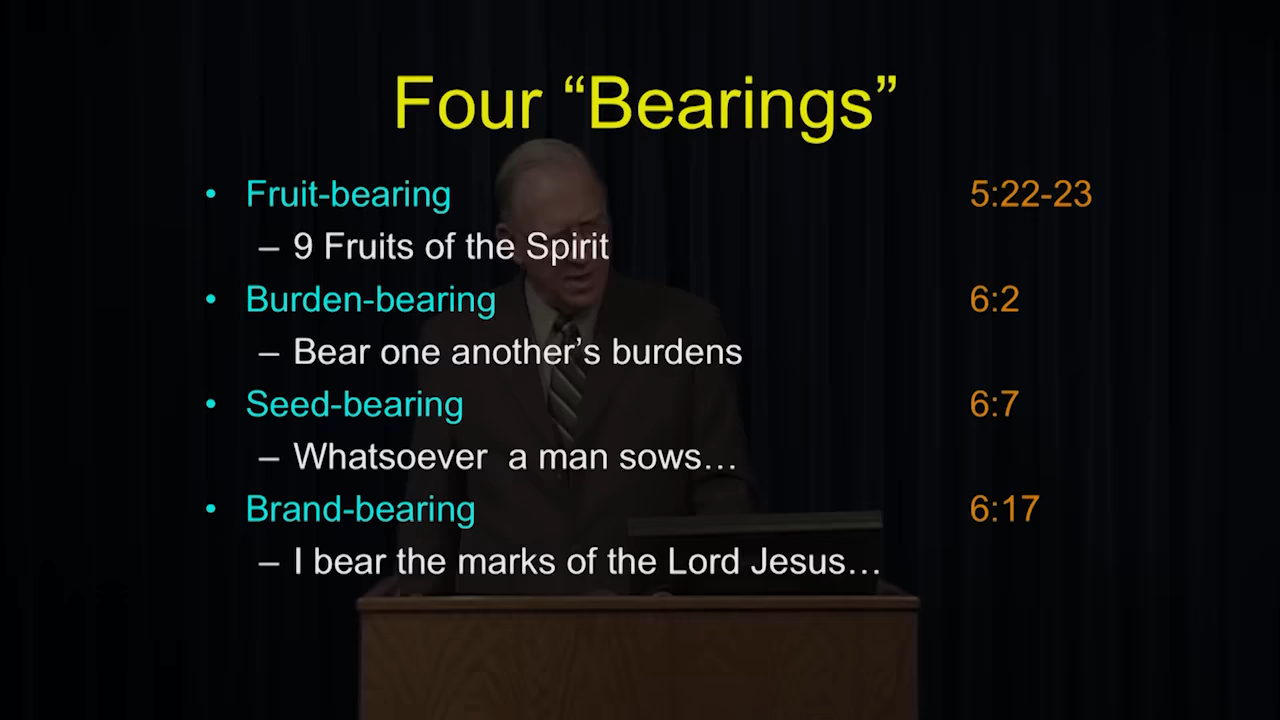 Four “Bearings”
• Fruit-bearing 5:22-23
– 9 Fruits of the Spirit
• Burden-bearing 6:2
– Bear one another’s burdens
• Seed-bearing 6:7
– Whatsoever a man sows…
• Brand-bearing 6:17
– I bear the marks of the Lord Jesus…